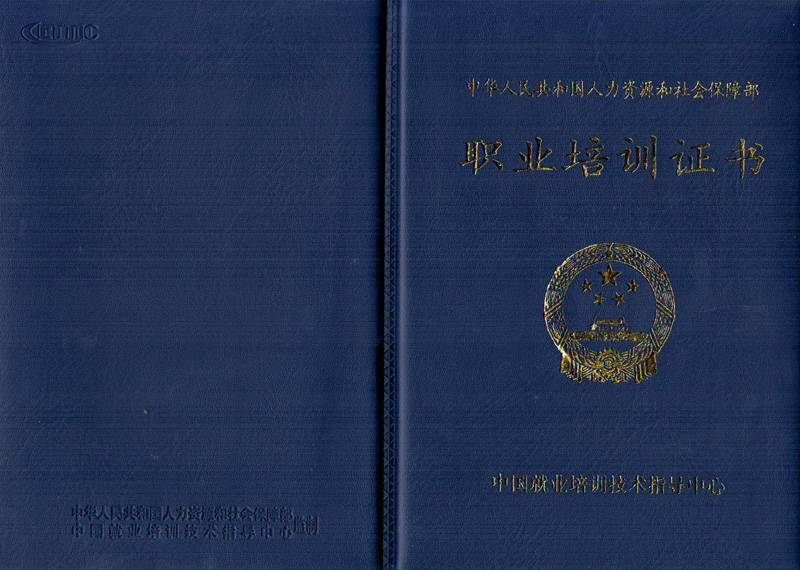 中华人民共和国人力资源和社会保障部
职业培训证书
中国就业培训技术指导中心
中华人民共和国人力资源和社会保障部
中国就业培训技术指导中心 监制